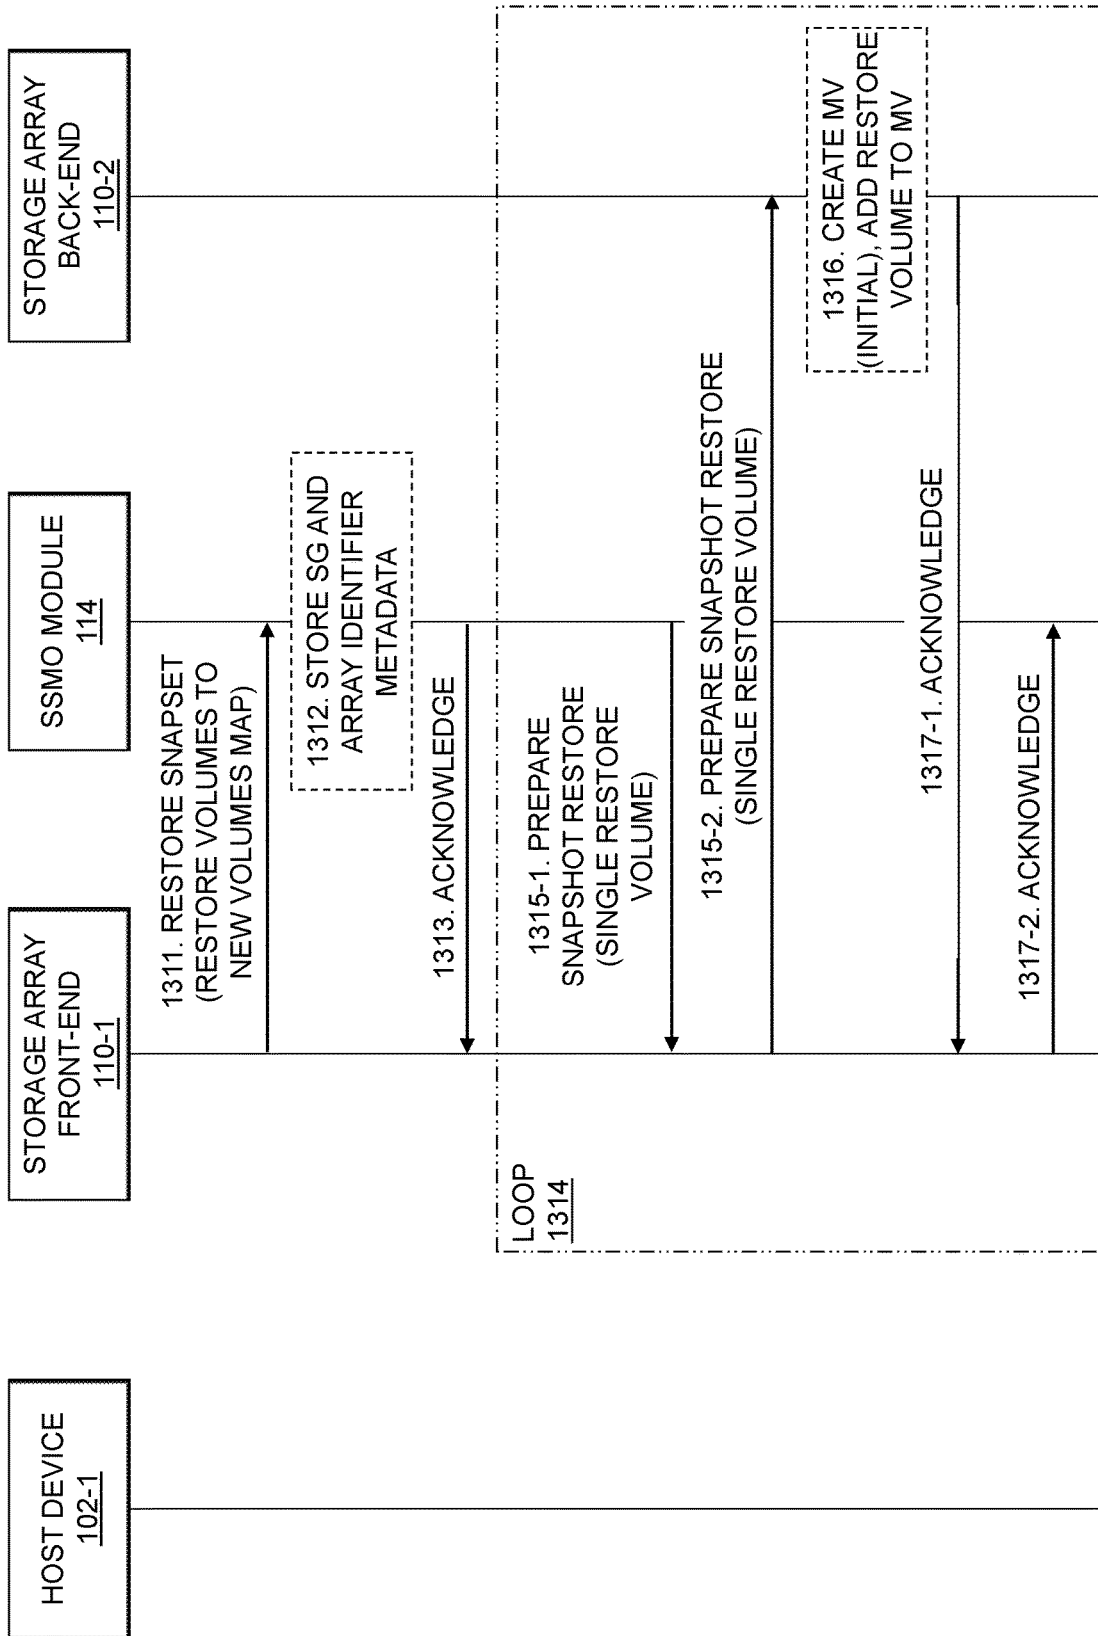 HOST DEVICE
102-1
STORAGE ARRAY
FRONT-END
110-1
SSMO MODULE
114
STORAGE ARRAY
BACK-END
110-2
1311. RESTORE SNAPSET
(RESTORE VOLUMES TO
NEW VOLUMES MAP)
1312. STORE SG AND
ARRAY IDENTIFIER
METADATA
1313. ACKNOWLEDGE
LOOP
1314
1315-1. PREPARE
SNAPSHOT RESTORE
(SINGLE RESTORE
VOLUME)
1315-2. PREPARE SNAPSHOT RESTORE
(SINGLE RESTORE VOLUME)
1316. CREATE MV
(INITIAL), ADD RESTORE
VOLUME TO MV
1317-1. ACKNOWLEDGE
1317-2. ACKNOWLEDGE